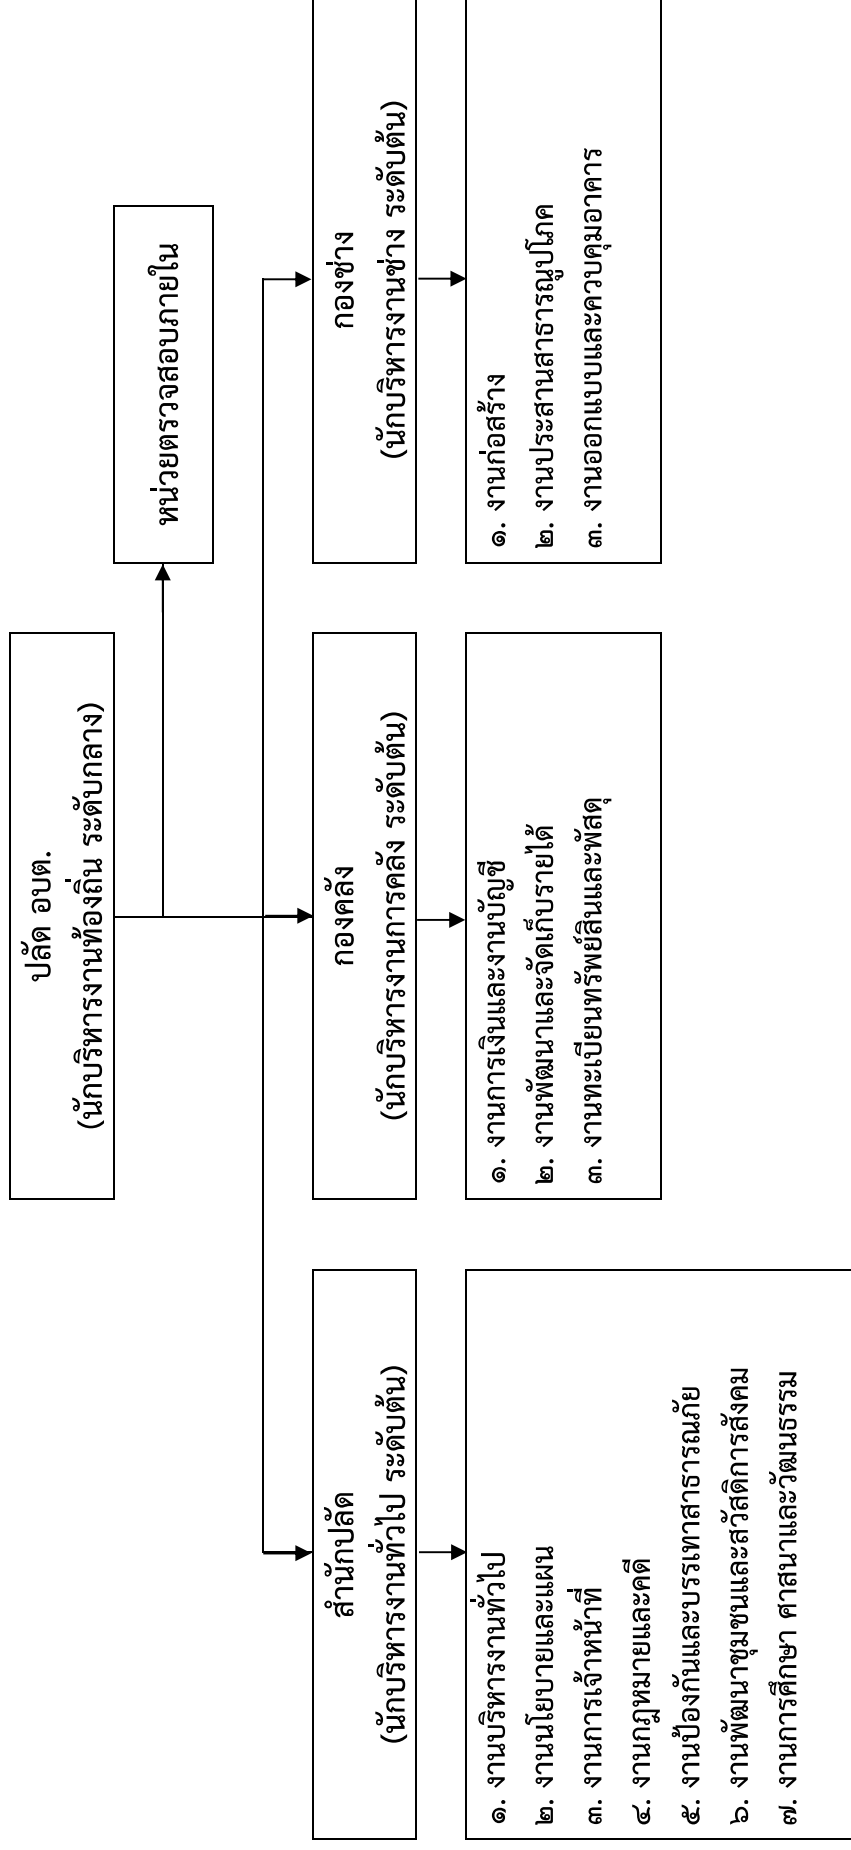 ปลัด อบต.
(นักบริหารงานท้องถิ่น ระดับกลาง)
หน่วยตรวจสอบภายใน
สำนักปลัด
(นักบริหารงานทั่วไป ระดับต้น)
กองคลัง
(นักบริหารงานการคลัง ระดับต้น)
กองช่าง
(นักบริหารงานช่าง ระดับต้น)
๑. งานบริหารงานทั่วไป
๒. งานนโยบายและแผน
๓. งานการเจ้าหน้าที่
๔. งานกฎหมายและคดี
๕. งานป้องกันและบรรเทาสาธารณภัย
๖. งานพัฒนาชุมชนและสวัสดิการสังคม
๗. งานการศึกษา ศาสนาและวัฒนธรรม
๑. งานการเงินและงานบัญชี
๒. งานพัฒนาและจัดเก็บรายได้
๓. งานทะเบียนทรัพย์สินและพัสดุ
๑. งานก่อสร้าง
๒. งานประสานสาธารณูปโภค
๓. งานออกแบบและควบคุมอาคาร